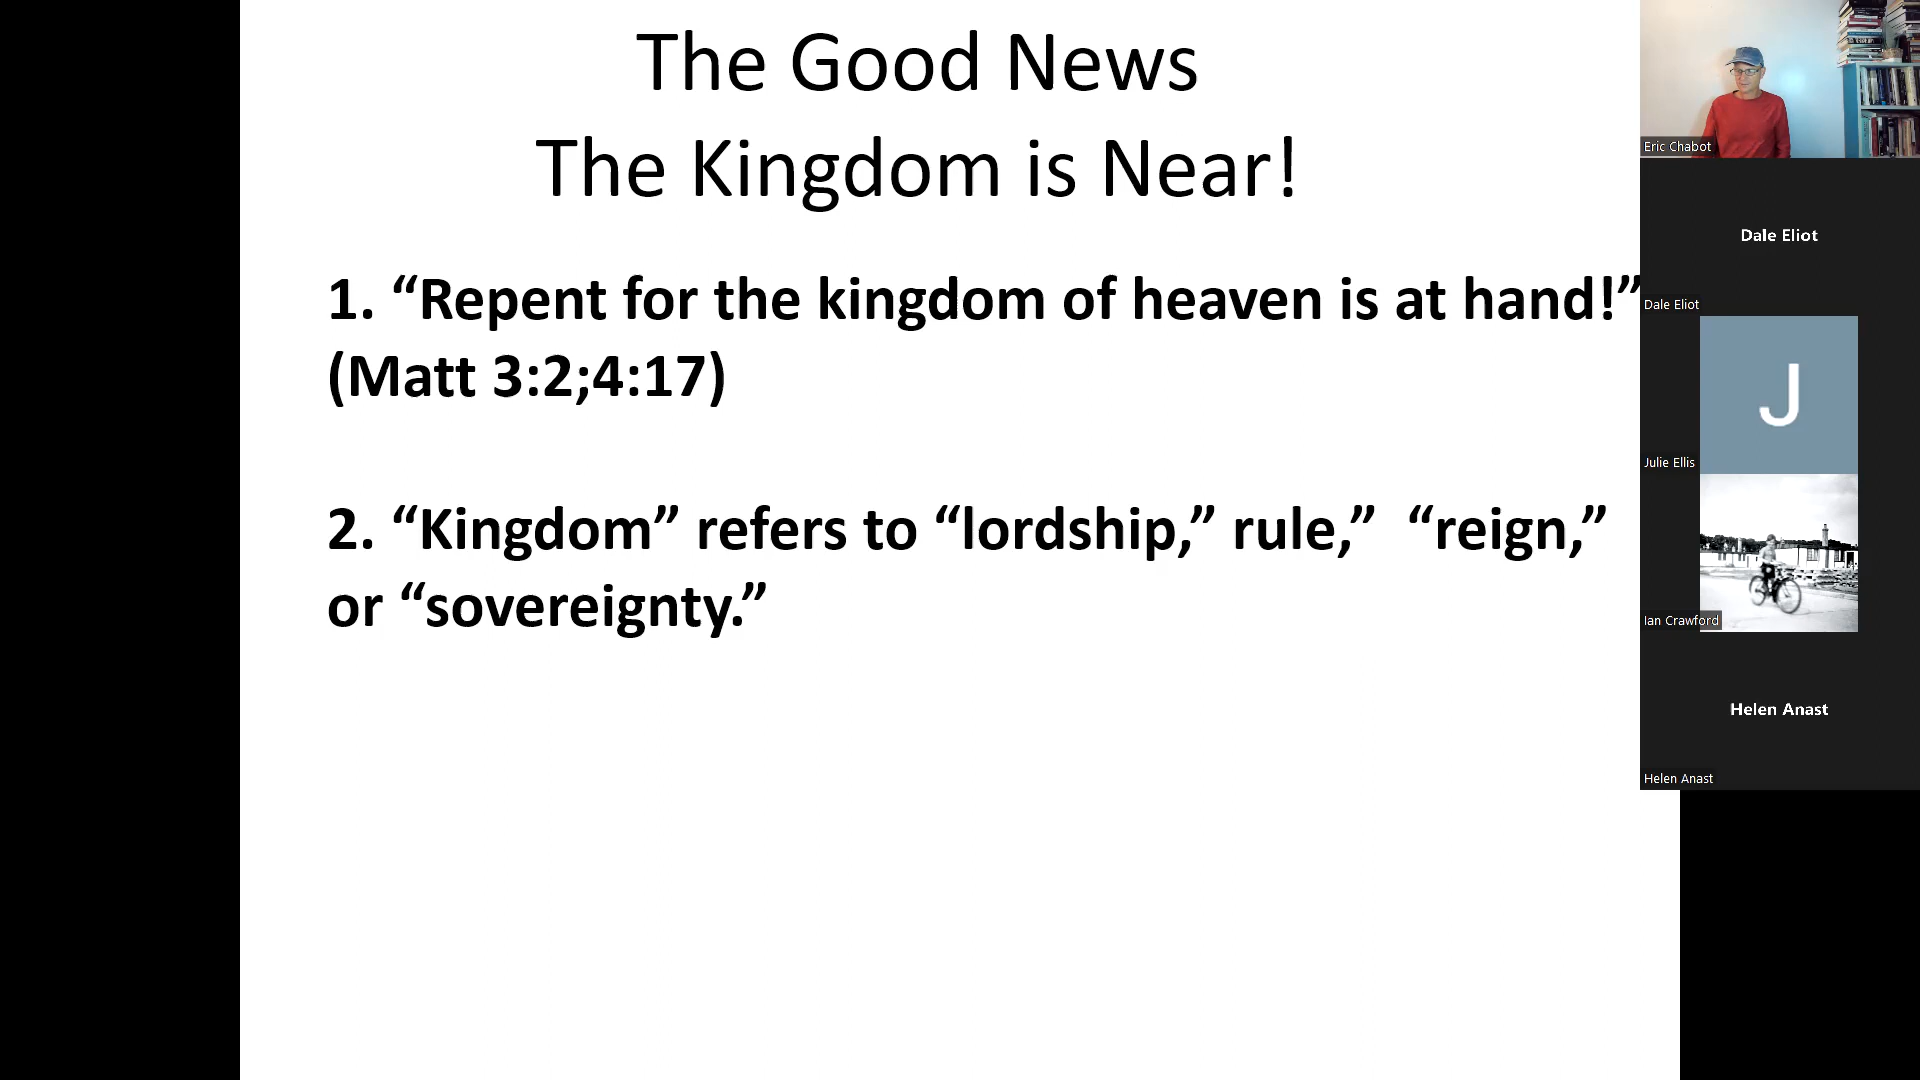 The Good News
The Kingdom is Near!
1. “Repent for the kingdom of heaven is at hand!”
(Matt 3:2;4:17)
2. “Kingdom” refers to “lordship,” rule,”  “reign,”
or “sovereignty.”
Eric Chabot
Dale Eliot
Dale Eliot
J
Julie Ellis
Ian Crawford
Helen Anast
Helen Anast